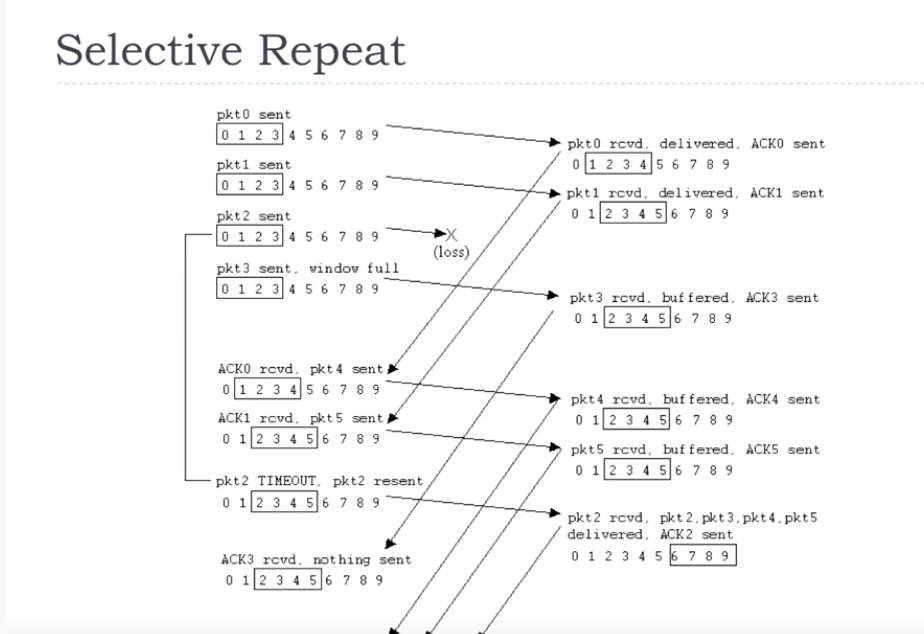 Selective Repeat
pkt0 sent
0 1 2 3 4 5 6 7 8 9
pkt0 rcvd, delivered, ACK0 sent
0 1 2 3 4 5 6 7 8 9
pkt1 sent
0 1 2 3 4 5 6 7 8 9
pkt1 rcvd, delivered, ACK1 sent
0 1 2 3 4 5 6 7 8 9
pkt2 sent
0 1 2 3 4 5 6 7 8 9
X
(loss)
pkt3 sent, window full
0 1 2 3 4 5 6 7 8 9
pkt3 rcvd, buffered, ACK3 sent
0 1 2 3 4 5 6 7 8 9
ACK0 rcvd, pkt4 sent
0 1 2 3 4 5 6 7 8 9
pkt4 rcvd, buffered, ACK4 sent
0 1 2 3 4 5 6 7 8 9
ACK1 rcvd, pkt5 sent
0 1 2 3 4 5 6 7 8 9
pkt5 rcvd, buffered, ACK5 sent
0 1 2 3 4 5 6 7 8 9
pkt2 TIMEOUT, pkt2 resent
0 1 2 3 4 5 6 7 8 9
pkt2 rcvd, pkt2,pkt3,pkt4,pkt5
delivered, ACK2 sent
0 1 2 3 4 5 6 7 8 9
ACK3 rcvd, nothing sent
0 1 2 3 4 5 6 7 8 9